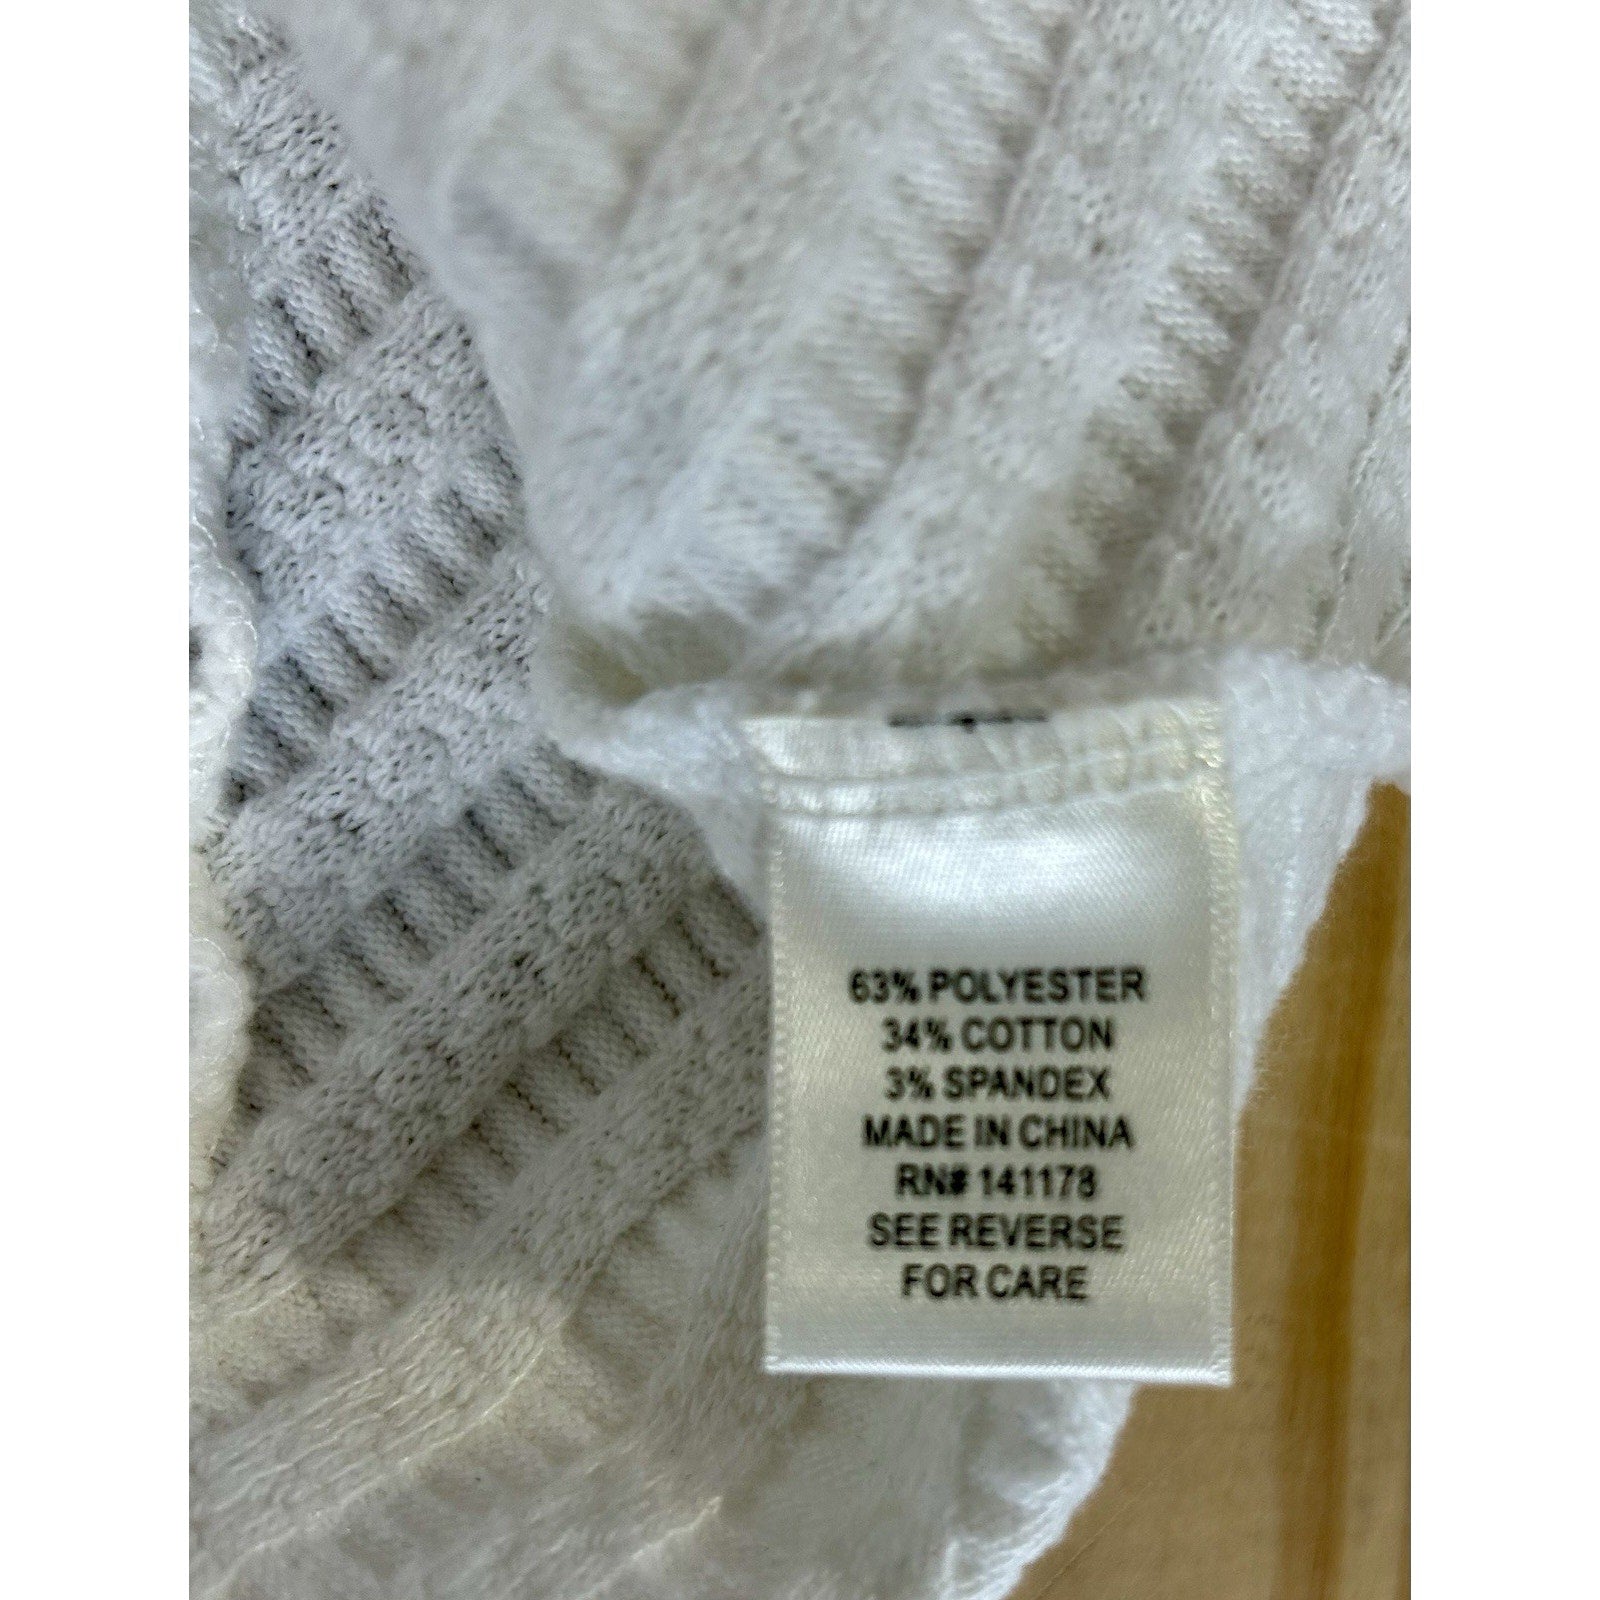 63% POLYESTER
34% COTTON
3% SPANDEX
MADE IN CHINA
RN# 141178
SEE REVERSE
FOR CARE